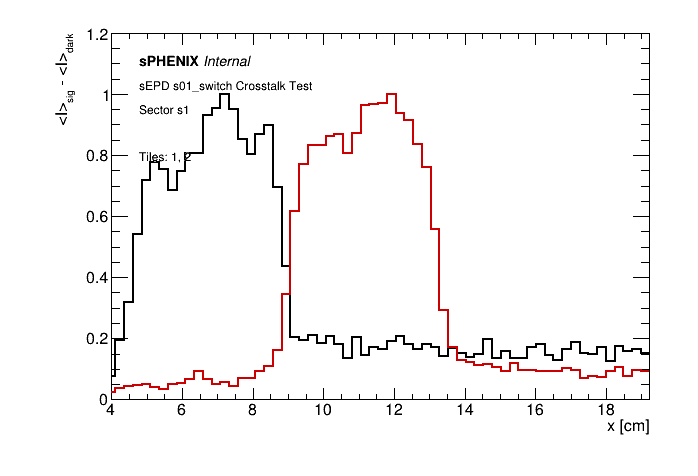 1.2
1
0.8
0.6
0.4
0.2
0
<I>sig - <I>dark
sPHENIX Internal
sEPD s01_switch Crosstalk Test
Sector s1
Tiles: 1, 2
4 6 8 10 12 14 16 18
x [cm]